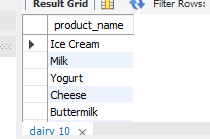 Result Grid Filter Rows:
product_name
Ice Cream
Milk
Yogurt
Cheese
Buttermilk
dairy 10 ×